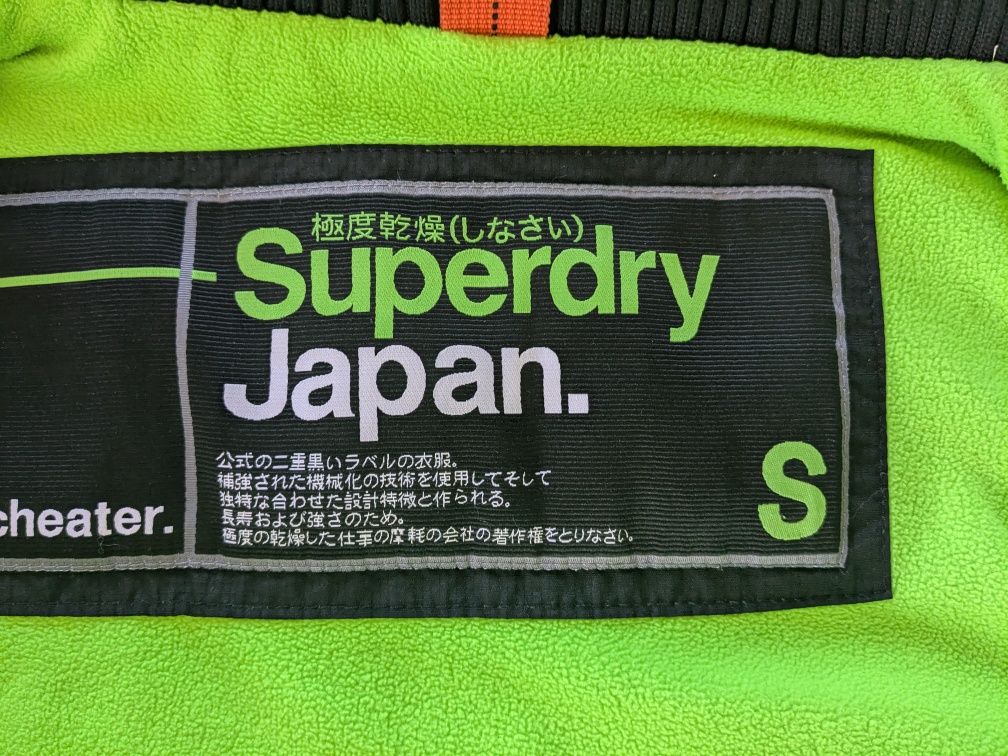 極度乾燥(しなさい)
Superdry
Japan.
公式の二重黒いラベルの衣服。
補強された機械化の技術を使用してそして
独特な合わせた設計特徴と作られる。
長寿および強さのため。
極度の乾燥した仕事の摩耗の会社の著作権をとりなさい。
S
cheater.